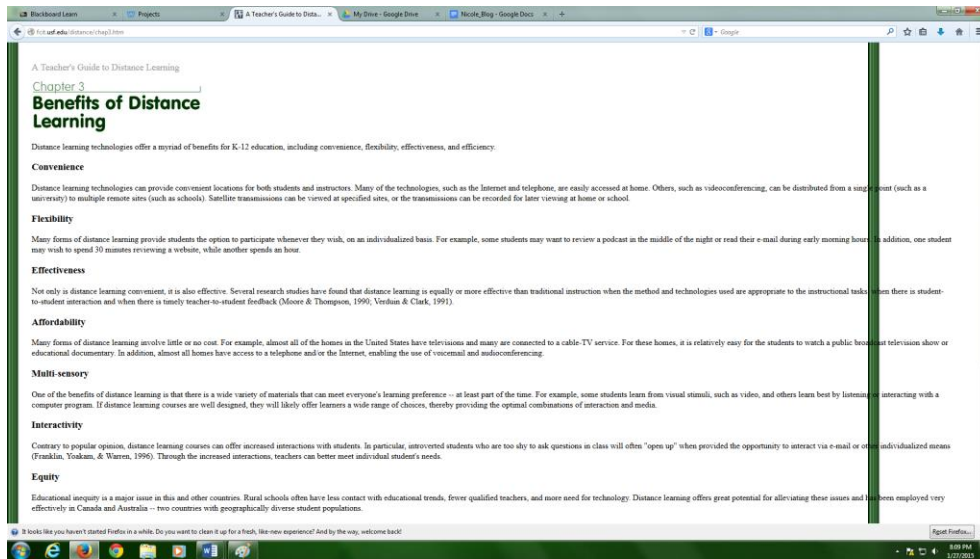 Blackboard Learn
Projects
A Teacher's Guide to Dista...
My Drive - Google Drive
Nicole_Blog - Google Docs
fcit.usf.edu/distance/chap3.htm
Google
A Teacher's Guide to Distance Learning
Chapter 3
Benefits of Distance
Learning
Distance learning technologies offer a myriad of benefits for K-12 education, including convenience, flexibility, effectiveness, and efficiency.
Convenience
Distance learning technologies can provide convenient locations for both students and instructors. Many of the technologies, such as the Internet and telephone, are easily accessed at home. Others, such as videoconferencing, can be distributed from a single point (such as a
university) to multiple remote sites (such as schools). Satellite transmissions can be viewed at specified sites, or the transmissions can be recorded for later viewing at home or school.
Flexibility
Many forms of distance learning provide students the option to participate whenever they wish, on an individualized basis. For example, some students may want to review a podcast in the middle of the night or read their e-mail during early morning hours. In addition, one student
may wish to spend 30 minutes reviewing a website, while another spends an hour.
Effectiveness
Not only is distance learning convenient, it is also effective. Several research studies have found that distance learning is equally or more effective than traditional instruction when the method and technologies used are appropriate to the instructional tasks, when there is student-
to-student interaction and when there is timely teacher-to-student feedback (Moore & Thompson, 1990; Verduin & Clark, 1991).
Affordability
Many forms of distance learning involve little or no cost. For example, almost all of the homes in the United States have televisions and many are connected to a cable-TV service. For these homes, it is relatively easy for the students to watch a public broadcast television show or
educational documentary. In addition, almost all homes have access to a telephone and/or the Internet, enabling the use of voicemail and audioconferencing.
Multi-sensory
One of the benefits of distance learning is that there is a wide variety of materials that can meet everyone's learning preference -- at least part of the time. For example, some students learn from visual stimuli, such as video, and others learn best by listening or interacting with a
computer program. If distance learning courses are well designed, they will likely offer learners a wide range of choices, thereby providing the optimal combinations of interaction and media.
Interactivity
Contrary to popular opinion, distance learning courses can offer increased interactions with students. In particular, introverted students who are too shy to ask questions in class will often "open up" when provided the opportunity to interact via e-mail or other individualized means
(Franklin, Yoakam, & Warren, 1996). Through the increased interactions, teachers can better meet individual student's needs.
Equity
Educational inequity is a major issue in this and other countries. Rural schools often have less contact with educational trends, fewer qualified teachers, and more need for technology. Distance learning offers great potential for alleviating these issues and has been employed very
effectively in Canada and Australia -- two countries with geographically diverse student populations.
It looks like you haven't started Firefox in a while. Do you want to clean it up for a fresh, like-new experience? And by the way, welcome back!
Reset Firefox...
8:09 PM
1/27/2015